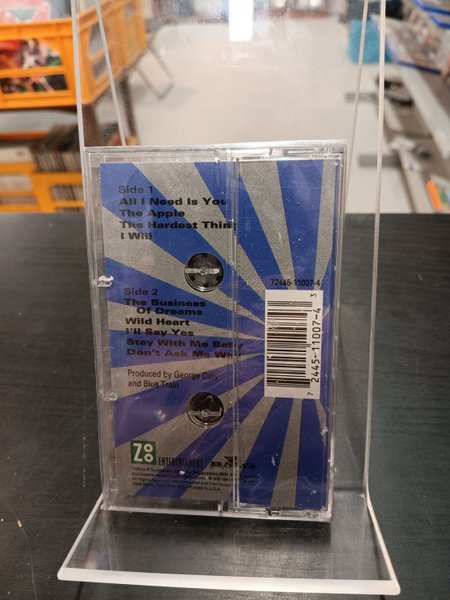 Side 1
All I Need Is You
The Apple
The Hardest Thing
I Will
72445-11007-4
Side 2
The Business
Of Dreams
Wild Heart
I'll Say Yes
Stay With Me Baby
Don't Ask Me Why
7 72445-11007-4 3
Produced by George Daly
and Blue Train
Zoo
ENTERTAINMENT
BMG